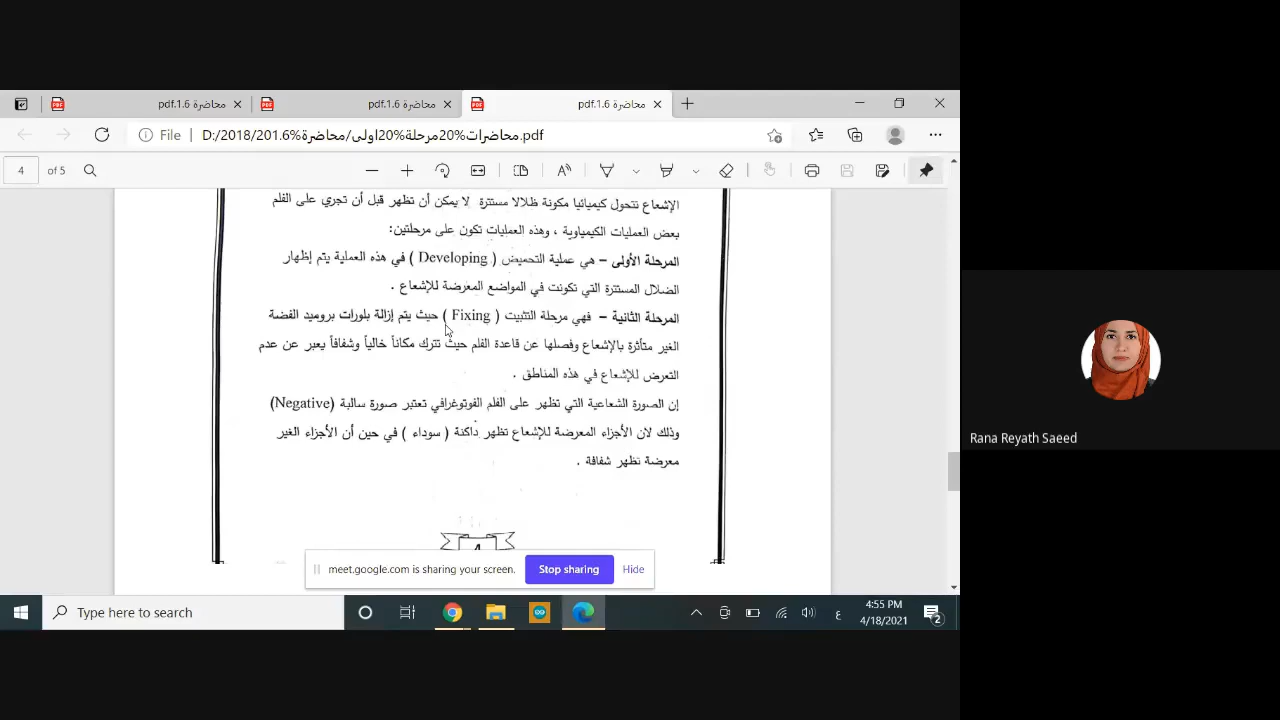 محاضرة 1.6.pdf
محاضرة 1.6.pdf
محاضرة 1.6.pdf
File | D:/2018/201.6%محاضرات%20مرحلة%20اولى/محاضرة.pdf
4 of 5
الإشعاع تتحول كيميائيا مكونة ظلالا مستترة لا يمكن أن تظهر قبل أن تجري على الفلم
بعض العمليات الكيمياوية ، وهذه العمليات تكون على مرحلتين:
المرحلة الأولى – هي عملية التحميض ( Developing ) في هذه العملية يتم إظهار
الضلال المستترة التي تكونت في المواضع المعرضة للإشعاع .
المرحلة الثانية – فهي مرحلة التثبيت ( Fixing ) حيث يتم إزالة بلورات بروميد الفضة
الغير متأثرة بالإشعاع وفصلها عن قاعدة الفلم حيث تترك مكاناً خالياً وشفافاً يعبر عن عدم
التعرض للإشعاع في هذه المناطق .
إن الصورة الشعاعية التي تظهر على الفلم الفوتوغرافي تعتبر صورة سالبة (Negative)
وذلك لان الأجزاء المعرضة للإشعاع تظهر داكنة ( سوداء ) في حين أن الأجزاء الغير
معرضة تظهر شفافة .
meet.google.com is sharing your screen. Stop sharing Hide
Rana Reyath Saeed
Type here to search
ع
4:55 PM
4/18/2021
2